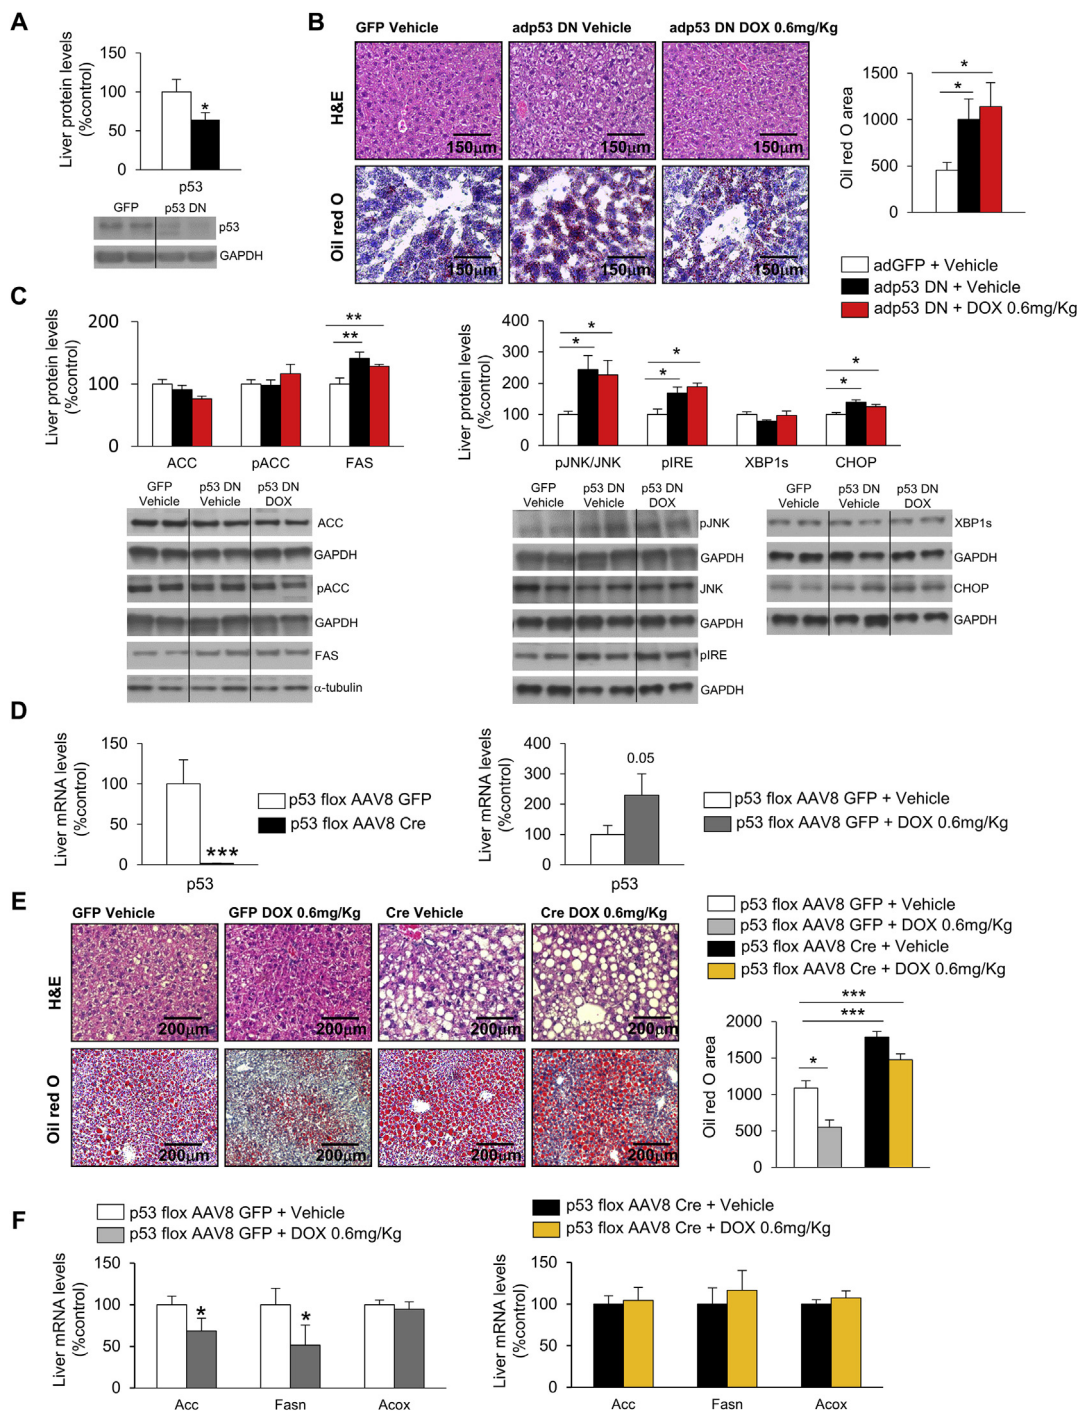 A
Liver protein levels
(%control)
150
100
50
0
*
p53
GFP
p53 DN
p53
GAPDH
B
GFP Vehicle
adp53 DN Vehicle
adp53 DN DOX 0.6mg/Kg
H&E
150μm
150μm
150μm
Oil red O
150μm
150μm
150μm
Oil red O area
1500
1000
500
0
*
*
adGFP + Vehicle
adp53 DN + Vehicle
adp53 DN + DOX 0.6mg/Kg
C
Liver protein levels
(%control)
200
100
0
**
**
ACC
pACC
FAS
GFP
Vehicle
p53 DN
Vehicle
p53 DN
DOX
ACC
GAPDH
pACC
GAPDH
FAS
α-tubulin
Liver protein levels
(%control)
400
300
200
100
0
*
*
*
*
*
*
pJNK/JNK
pIRE
XBP1s
CHOP
GFP
Vehicle
p53 DN
Vehicle
p53 DN
DOX
pJNK
GAPDH
JNK
GAPDH
pIRE
GAPDH
GFP
Vehicle
p53 DN
Vehicle
p53 DN
DOX
XBP1s
GAPDH
CHOP
GAPDH
D
Liver mRNA levels
(%control)
150
100
50
0
***
p53
p53 flox AAV8 GFP
p53 flox AAV8 Cre
Liver mRNA levels
(%control)
400
300
200
100
0
0.05
p53
p53 flox AAV8 GFP + Vehicle
p53 flox AAV8 GFP + DOX 0.6mg/Kg
E
GFP Vehicle
GFP DOX 0.6mg/Kg
Cre Vehicle
Cre DOX 0.6mg/Kg
H&E
200μm
200μm
200μm
200μm
Oil red O
200μm
200μm
200μm
200μm
p53 flox AAV8 GFP + Vehicle
p53 flox AAV8 GFP + DOX 0.6mg/Kg
p53 flox AAV8 Cre + Vehicle
p53 flox AAV8 Cre + DOX 0.6mg/Kg
Oil red O area
2000
1500
1000
500
0
***
***
*
F
p53 flox AAV8 GFP + Vehicle
p53 flox AAV8 GFP + DOX 0.6mg/Kg
Liver mRNA levels
(%control)
150
100
50
0
*
*
Acc
Fasn
Acox
p53 flox AAV8 Cre + Vehicle
p53 flox AAV8 Cre + DOX 0.6mg/Kg
Liver mRNA levels
(%control)
150
100
50
0
Acc
Fasn
Acox